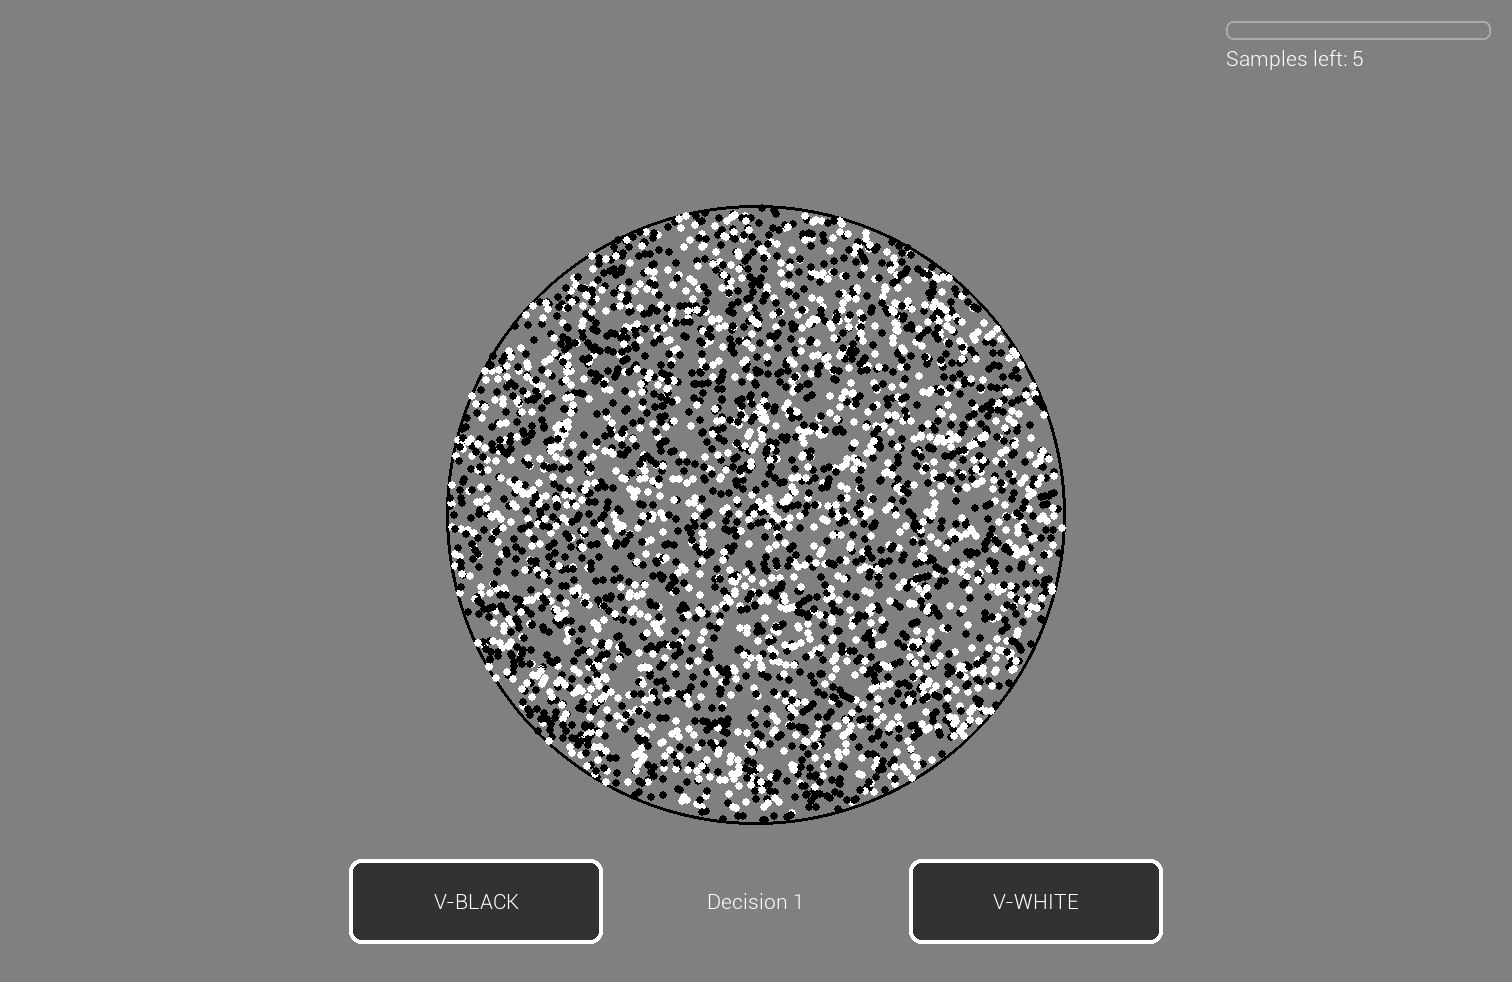 Samples left: 5
V-BLACK
Decision 1
V-WHITE